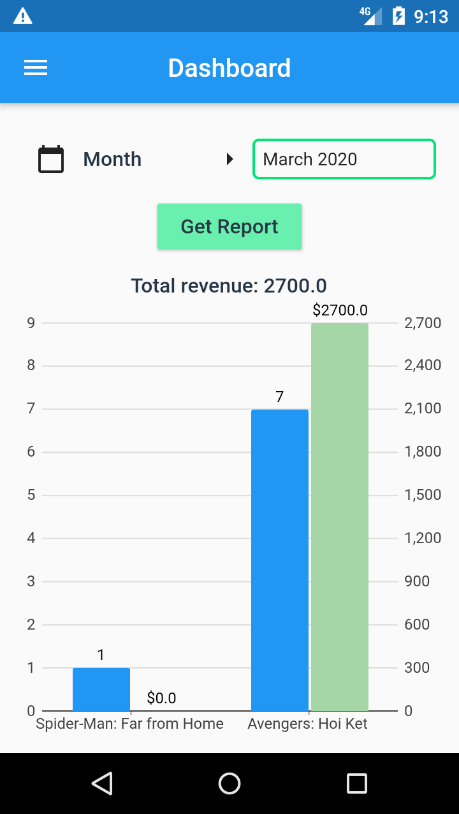 4G 9:13
Dashboard
Month March 2020
Get Report
Total revenue: 2700.0
$2700.0
9 2,700
8 2,400
7
7 2,100
6 1,800
5 1,500
4 1,200
3 900
2 600
1
1 300
$0.0
0 0
Spider-Man: Far from Home Avengers: Hoi Ket